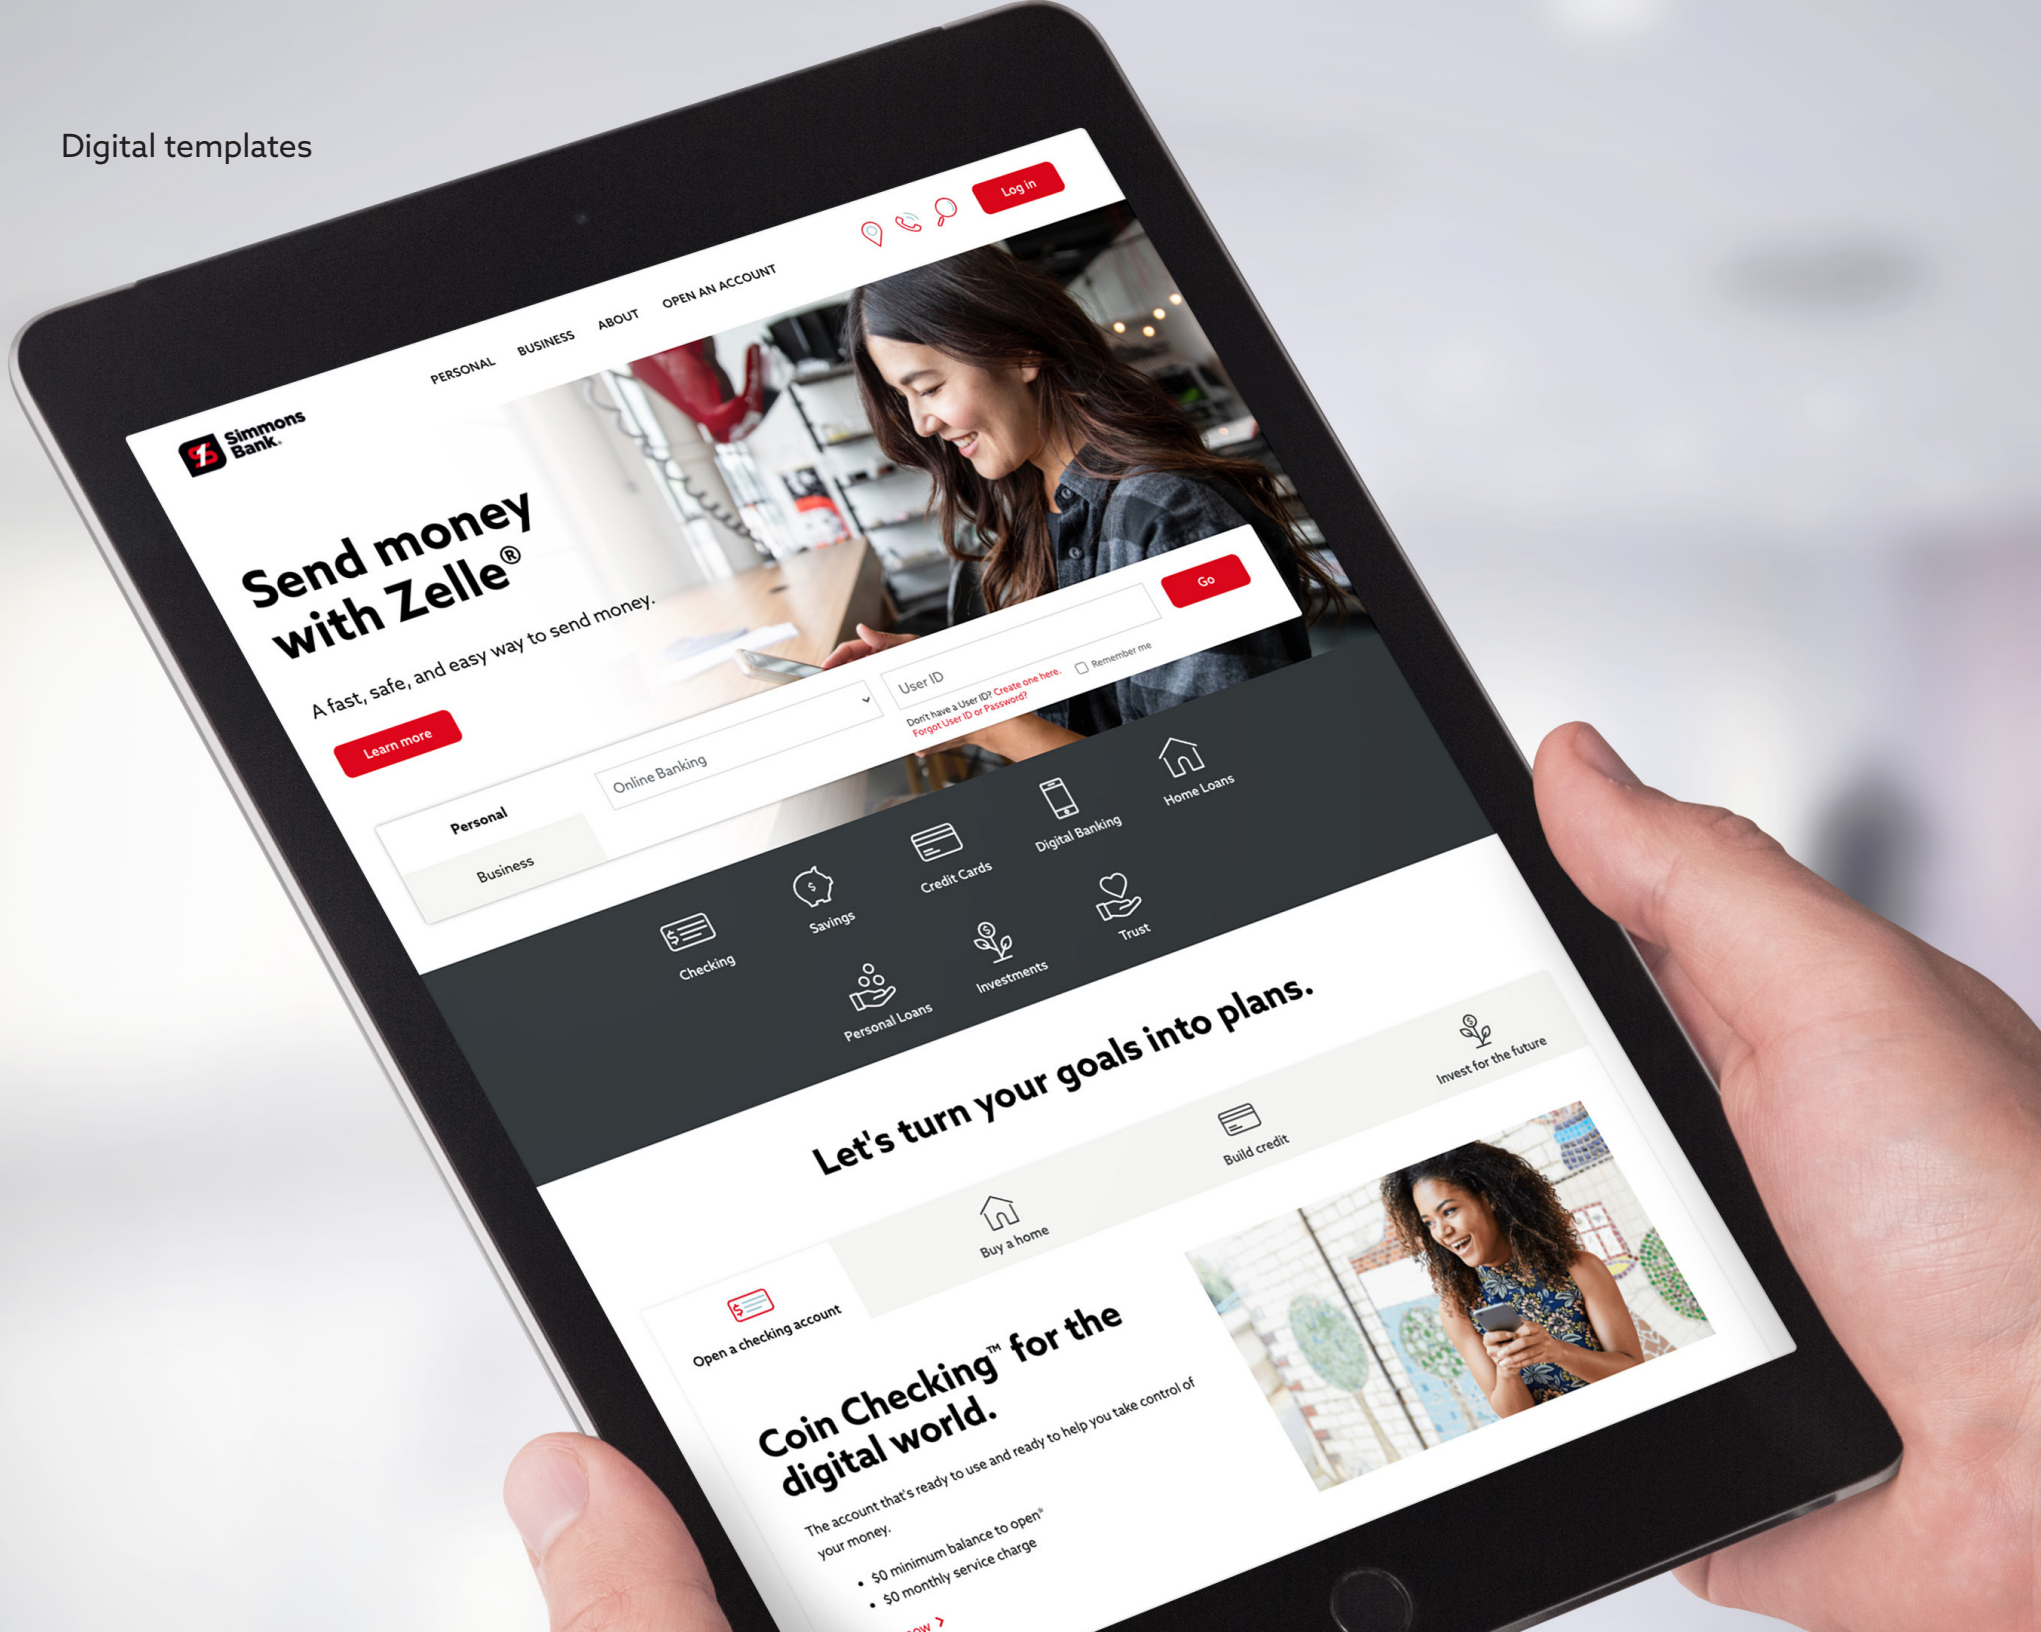 Digital templates
Log in
PERSONAL BUSINESS ABOUT OPEN AN ACCOUNT
Simmons
Bank.
Send money
with Zelle®
A fast, safe, and easy way to send money.
Learn more
Personal
Business
Online Banking
User ID
Go
Don't have a User ID? Create one here.
Forgot User ID or Password?
Remember me
Checking
Savings
Credit Cards
Digital Banking
Home Loans
Personal Loans
Investments
Trust
Let's turn your goals into plans.
Open a checking account
Buy a home
Build credit
Invest for the future
Coin Checking™ for the
digital world.
The account that's ready to use and ready to help you take control of
your money.
• $0 minimum balance to open*
• $0 monthly service charge